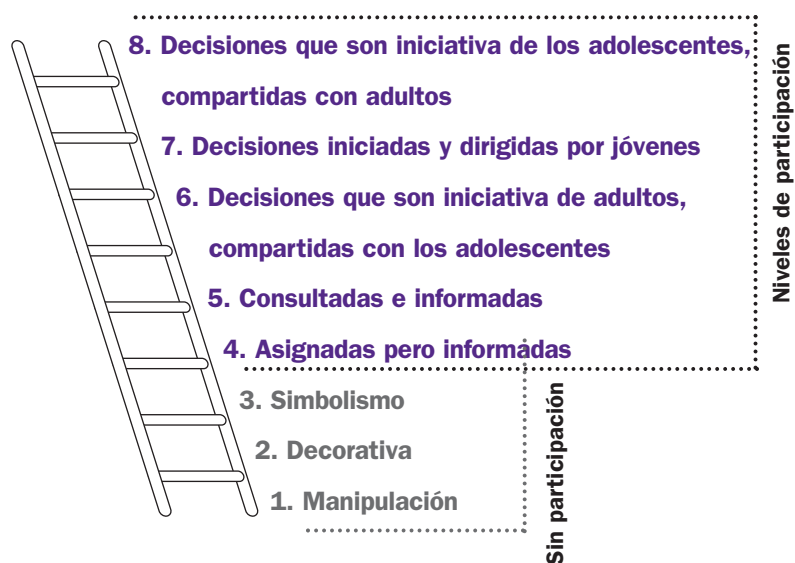 8. Decisiones que son iniciativa de los adolescentes,
compartidas con adultos
7. Decisiones iniciadas y dirigidas por jóvenes
6. Decisiones que son iniciativa de adultos,
compartidas con los adolescentes
5. Consultadas e informadas
4. Asignadas pero informadas
3. Simbolismo
2. Decorativa
1. Manipulación
Niveles de participación
Sin participación